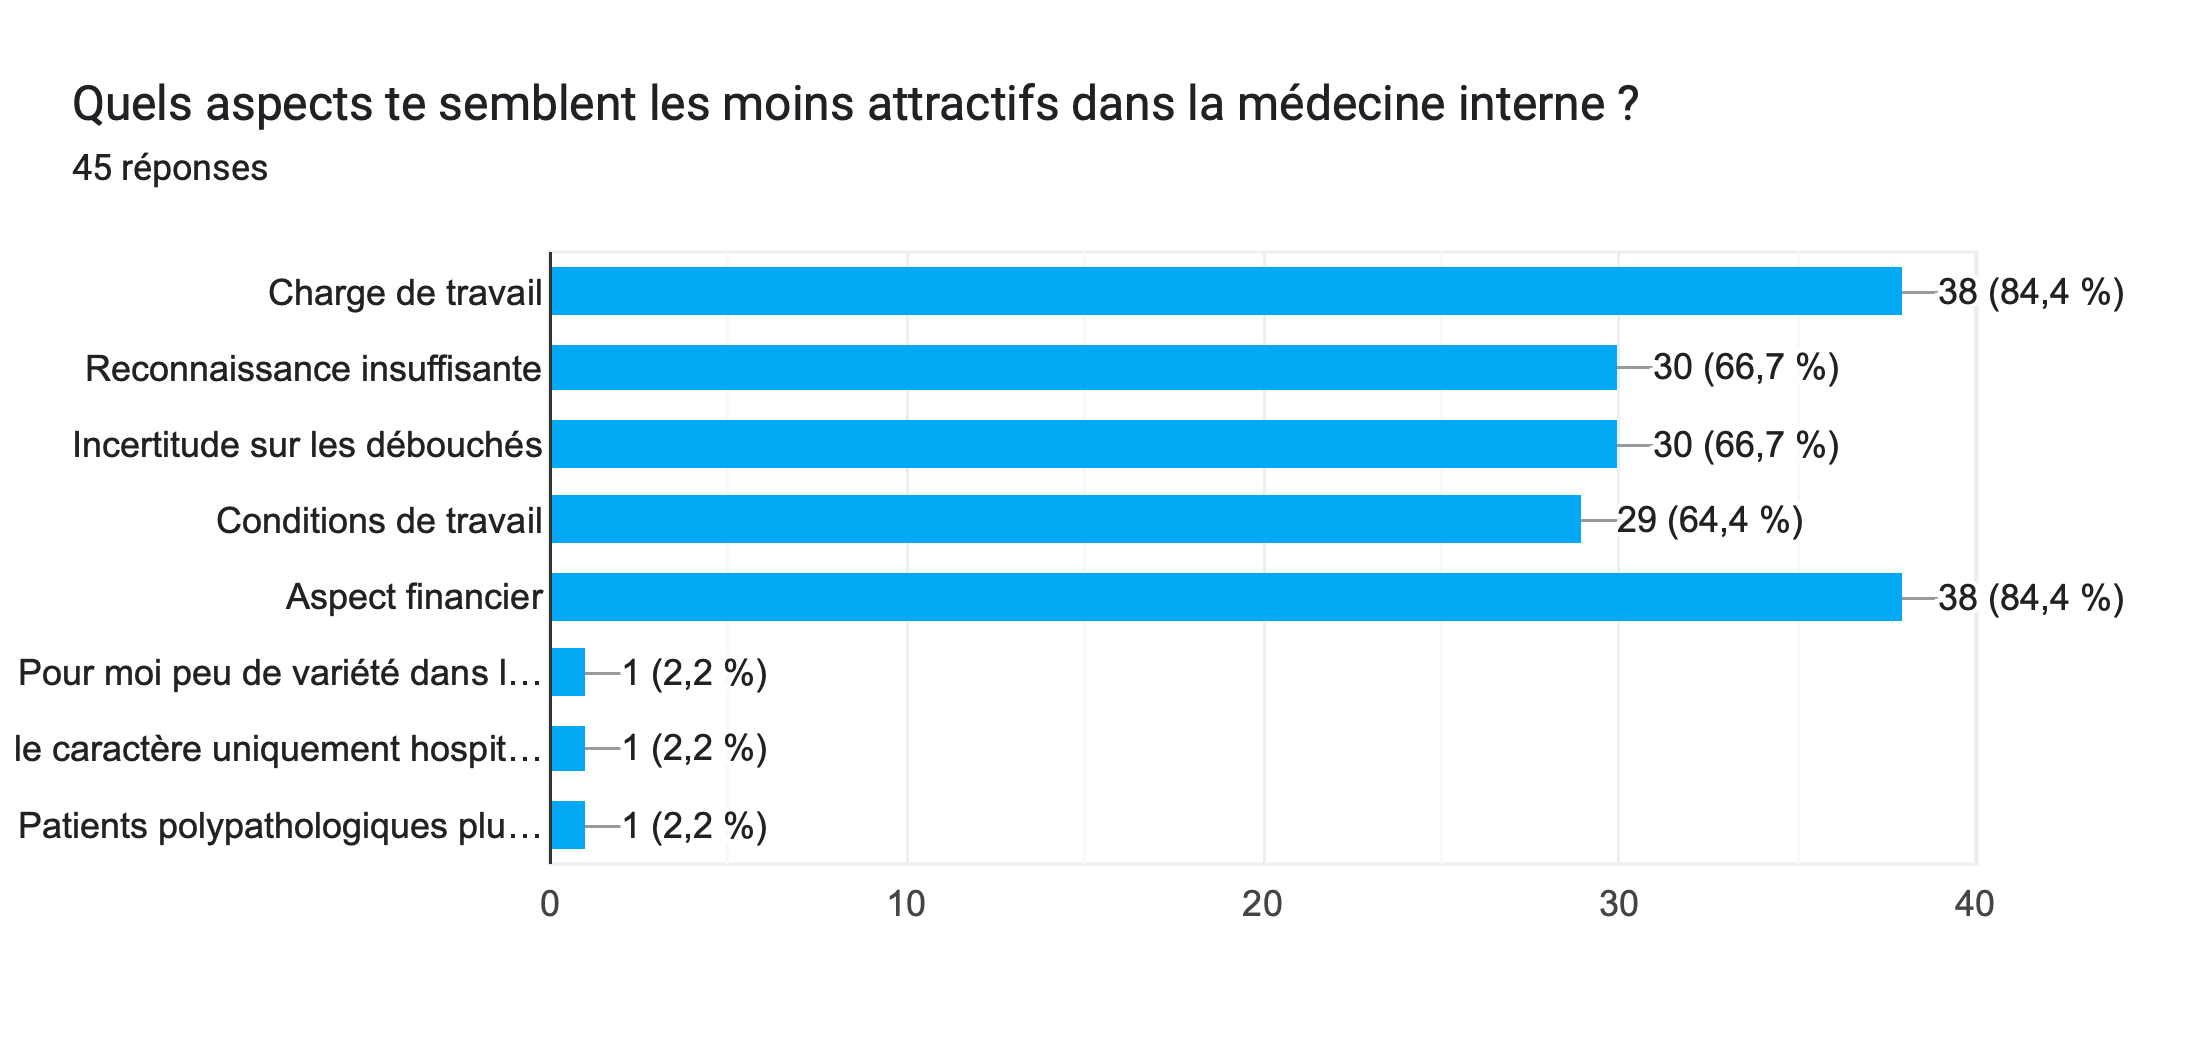 Quels aspects te semblent les moins attractifs dans la médecine interne ?
45 réponses
Charge de travail 38 (84,4 %)
Reconnaissance insuffisante 30 (66,7 %)
Incertitude sur les débouchés 30 (66,7 %)
Conditions de travail 29 (64,4 %)
Aspect financier 38 (84,4 %)
Pour moi peu de variété dans l… 1 (2,2 %)
le caractère uniquement hospit… 1 (2,2 %)
Patients polypathologiques plu… 1 (2,2 %)
0 10 20 30 40